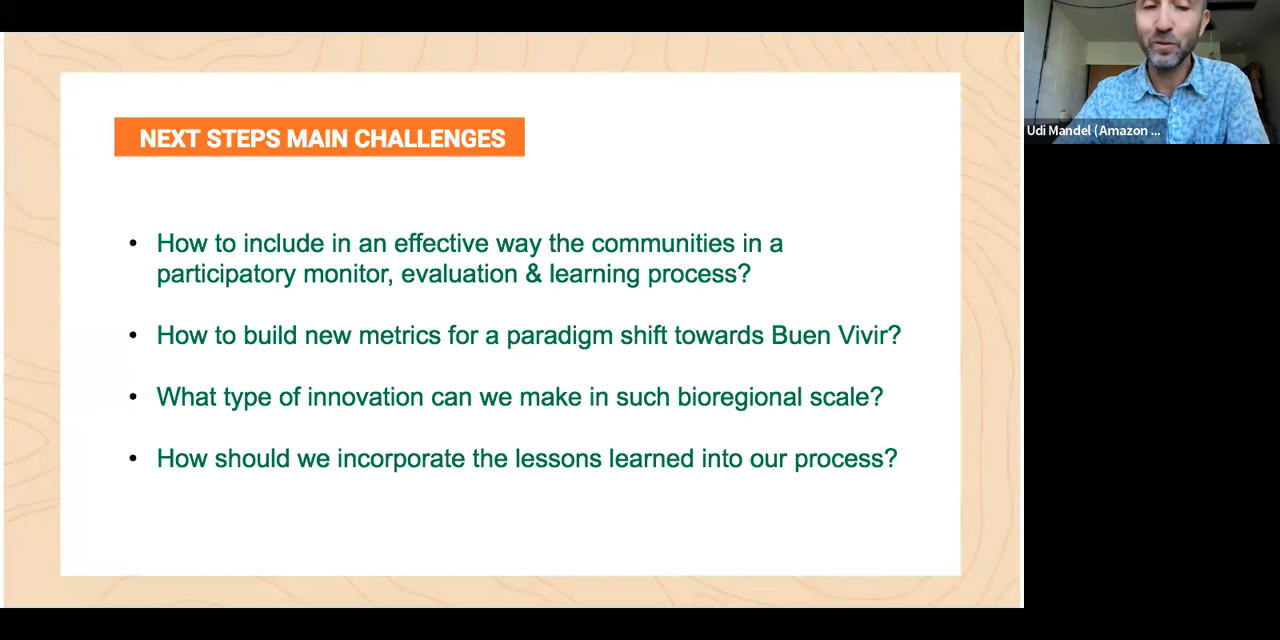 NEXT STEPS MAIN CHALLENGES
• How to include in an effective way the communities in a
participatory monitor, evaluation & learning process?
• How to build new metrics for a paradigm shift towards Buen Vivir?
• What type of innovation can we make in such bioregional scale?
• How should we incorporate the lessons learned into our process?
Udi Mandel (Amazon ...